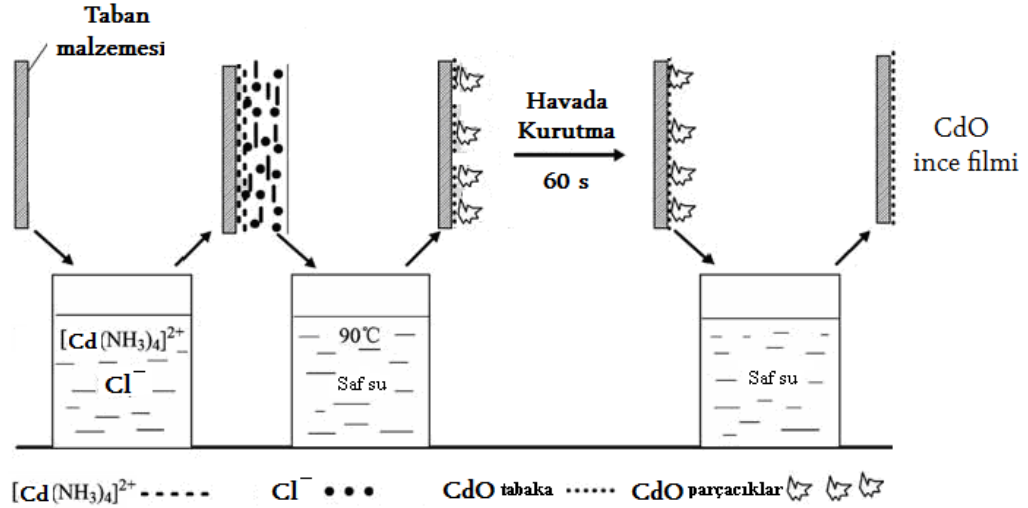 Taban
malzemesi
Havada
Kurutma
60 s
CdO
ince filmi
[Cd(NH₃)₄]²⁺
Cl⁻
90℃
Saf su
Saf su
[Cd(NH₃)₄]²⁺ Cl⁻ CdO tabaka CdO parçacıklar